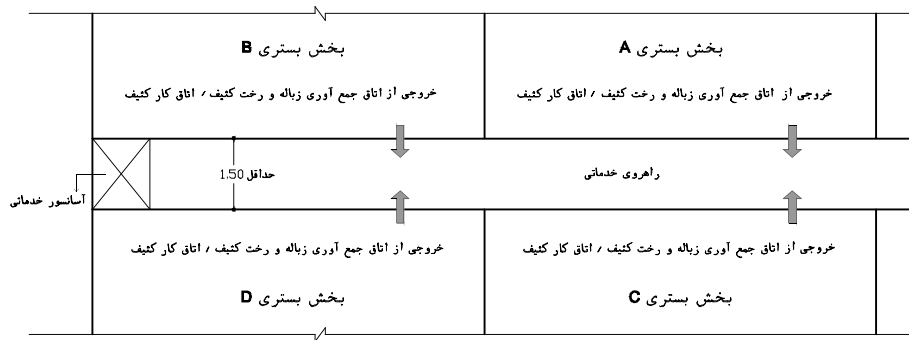 بخش بستری A
بخش بستری B
خروجی از اتاق جمع آوری زباله و رخت کثیف / اتاق کار کثیف
خروجی از اتاق جمع آوری زباله و رخت کثیف / اتاق کار کثیف
راهروی خدماتی
حداقل 1.50
آسانسور خدماتی
خروجی از اتاق جمع آوری زباله و رخت کثیف / اتاق کار کثیف
خروجی از اتاق جمع آوری زباله و رخت کثیف / اتاق کار کثیف
بخش بستری C
بخش بستری D